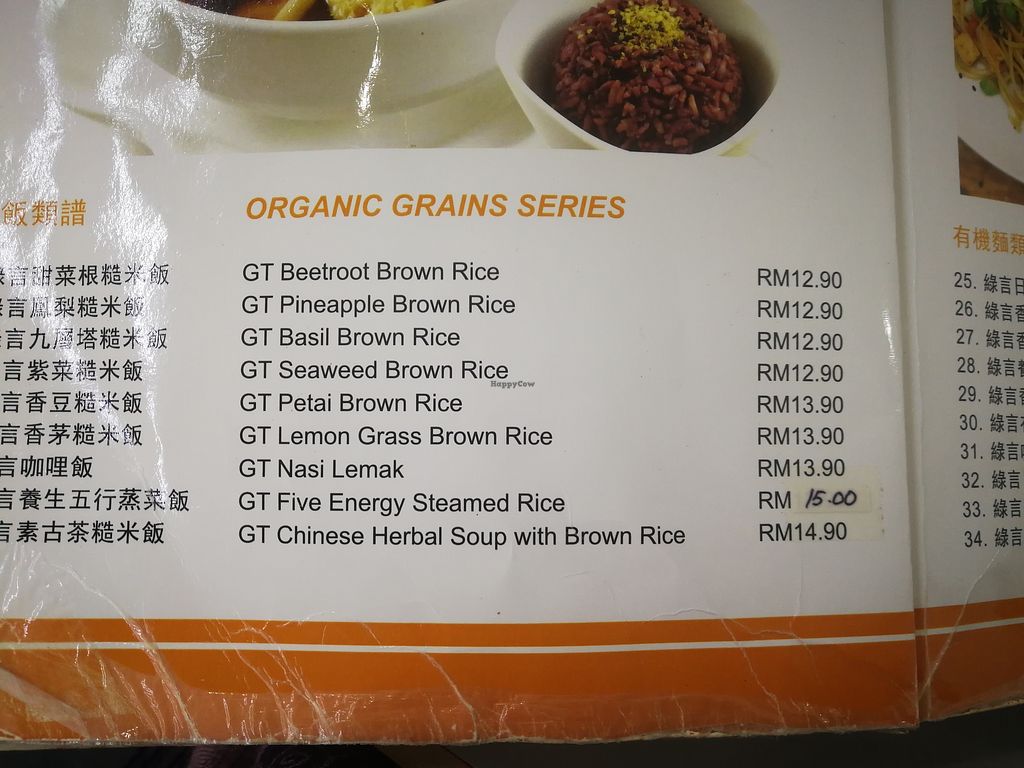 飯類譜 ORGANIC GRAINS SERIES
言甜菜根糙米飯 GT Beetroot Brown Rice RM12.90
言鳳梨糙米飯 GT Pineapple Brown Rice RM12.90
言九層塔糙米飯 GT Basil Brown Rice RM12.90
言紫菜糙米飯 GT Seaweed Brown Rice RM12.90
HappyCow
言香豆糙米飯 GT Petai Brown Rice RM13.90
言香茅糙米飯 GT Lemon Grass Brown Rice RM13.90
言咖哩飯 GT Nasi Lemak RM13.90
言養生五行蒸菜飯 GT Five Energy Steamed Rice RM 15.00
言素古茶糙米飯 GT Chinese Herbal Soup with Brown Rice RM14.90
有機麵類
25. 綠言日
26. 綠言香
27. 綠言香
28. 綠言
29. 綠言香
30. 綠言
31. 綠言
32. 綠言
33. 綠言
34. 綠言